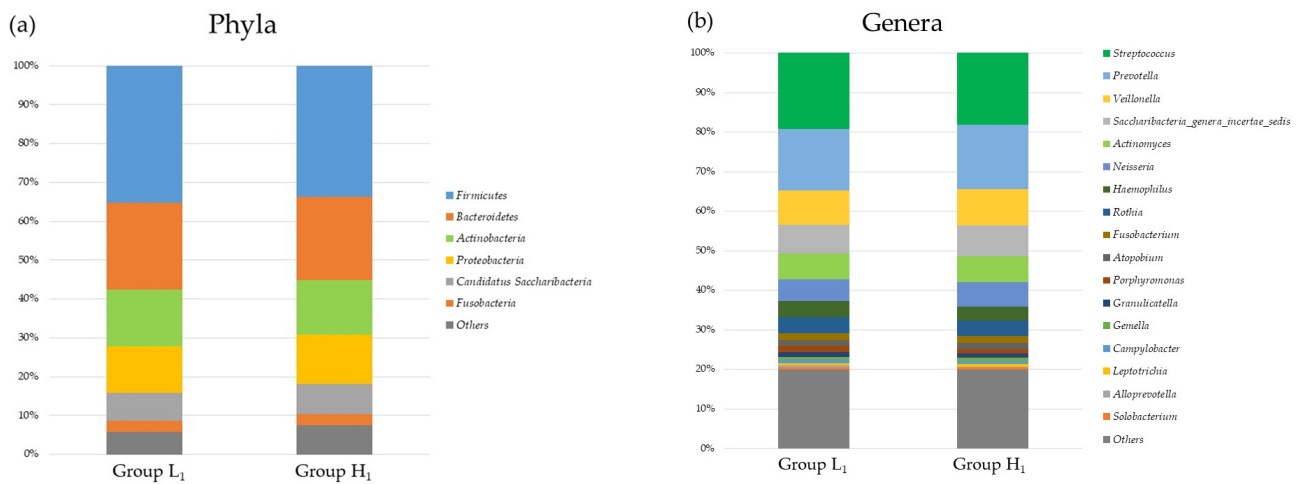 (a)
Phyla
100%
90%
80%
70%
60%
50%
40%
30%
20%
10%
0%
Group L₁
Group H₁
Firmicutes
Bacteroidetes
Actinobacteria
Proteobacteria
Candidatus Saccharibacteria
Fusobacteria
Others
(b)
Genera
100%
90%
80%
70%
60%
50%
40%
30%
20%
10%
0%
Group L₁
Group H₁
Streptococcus
Prevotella
Veillonella
Saccharibacteria_genera_incertae_sedis
Actinomyces
Neisseria
Haemophilus
Rothia
Fusobacterium
Atopobium
Porphyromonas
Granulicatella
Gemella
Campylobacter
Leptotrichia
Alloprevotella
Solobacterium
Others